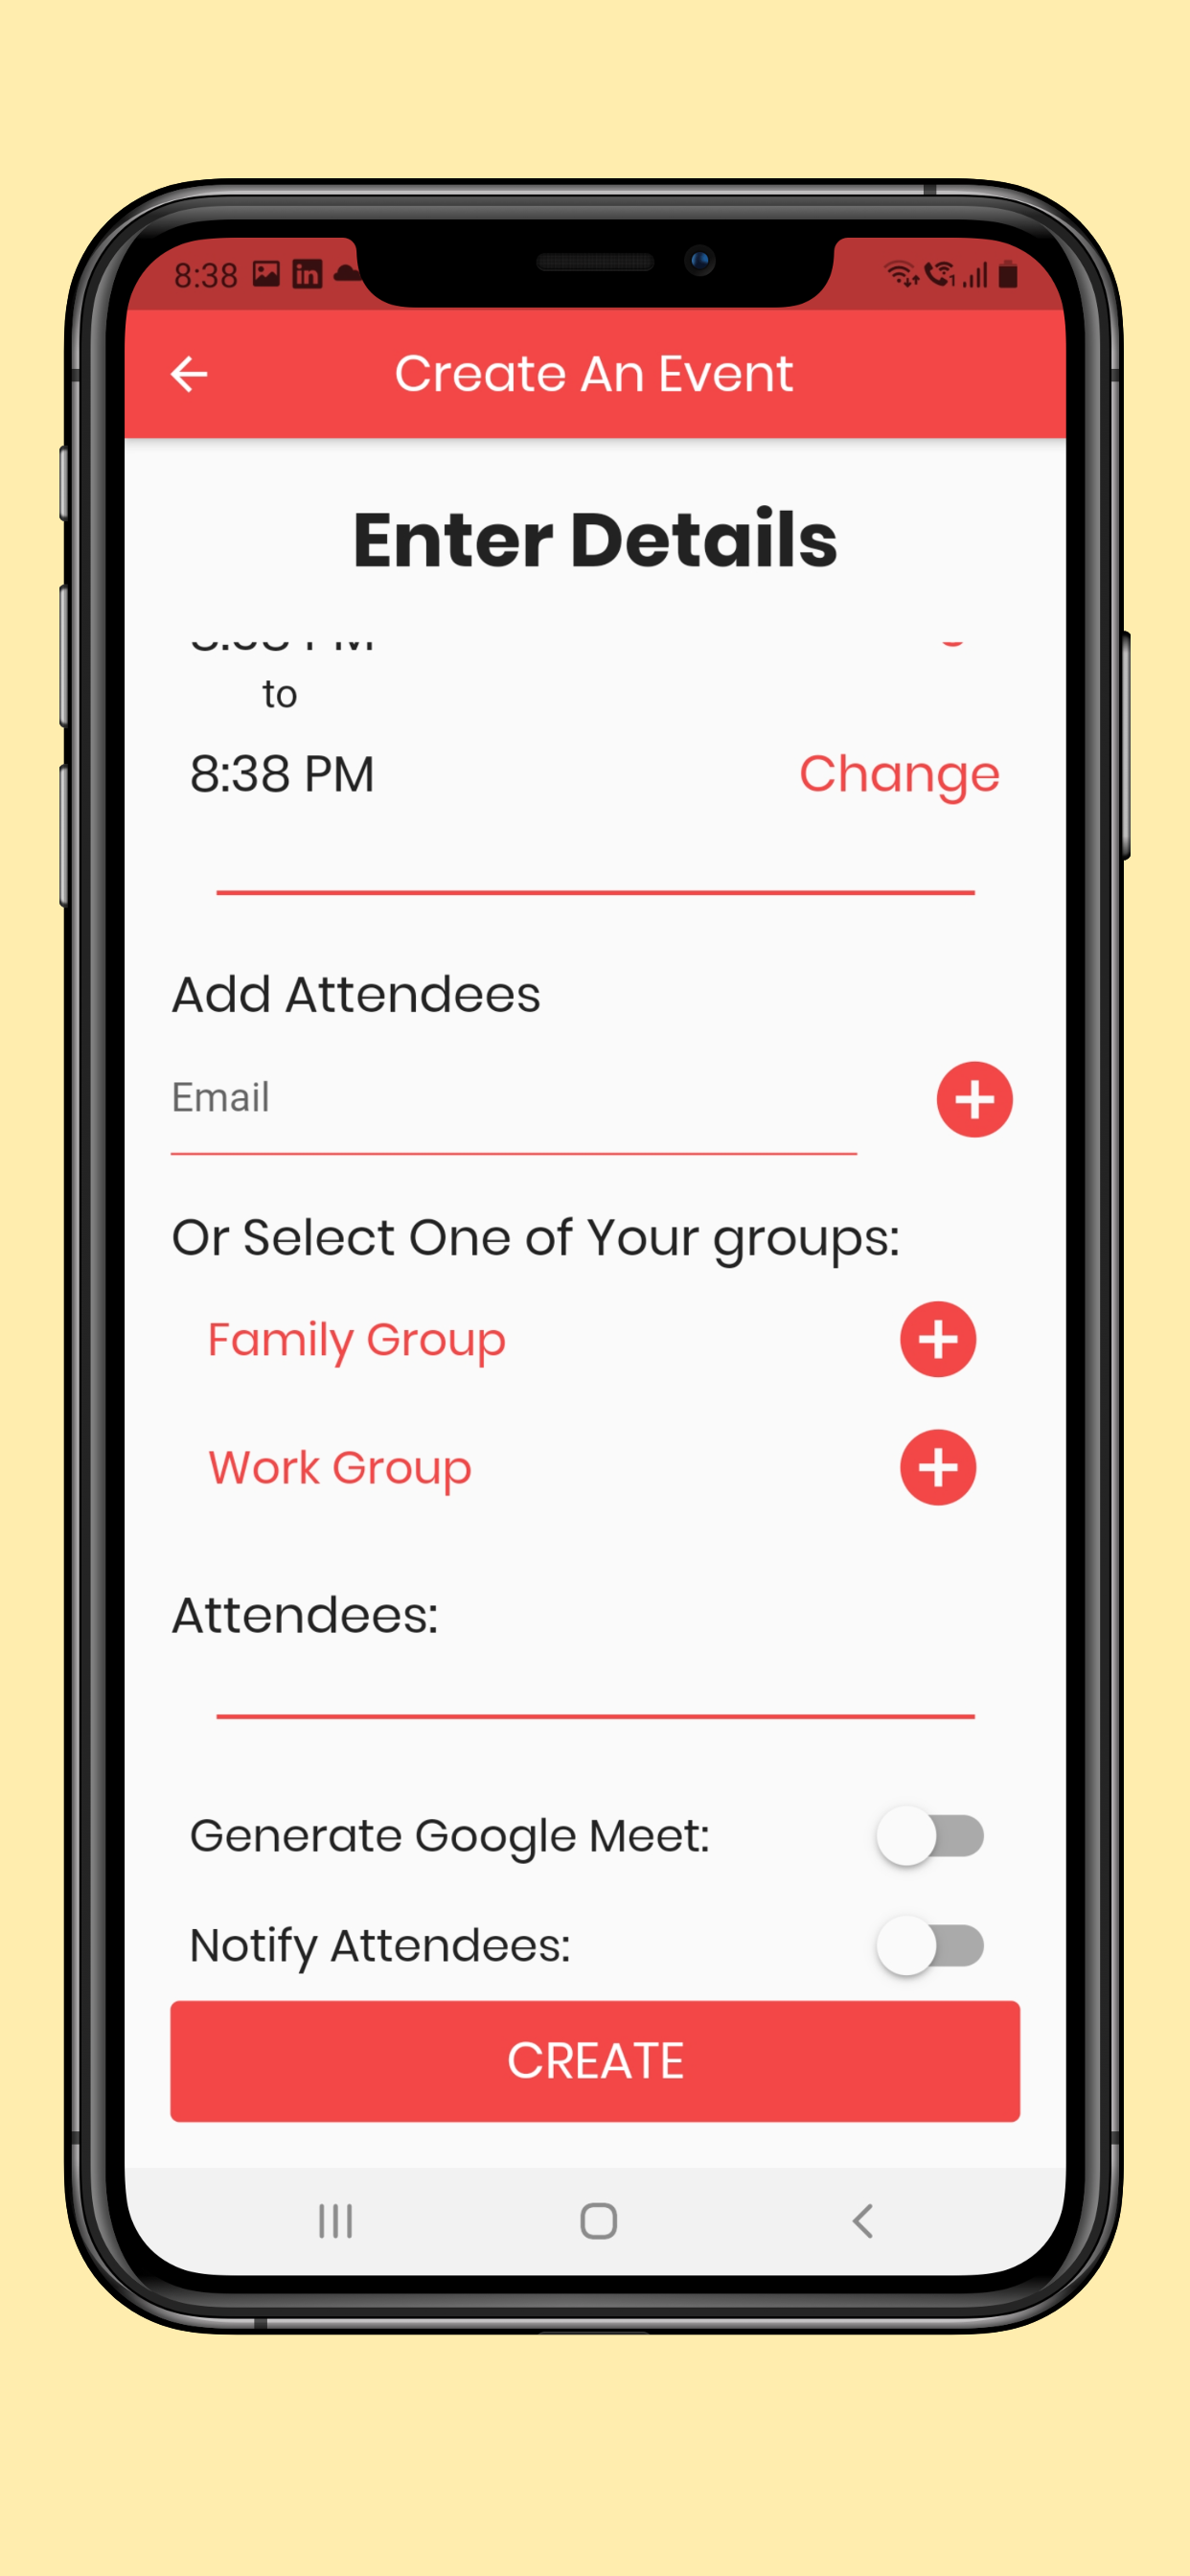 8:38
Create An Event
Enter Details
to
8:38 PM Change
Add Attendees
Email
Or Select One of Your groups:
Family Group
Work Group
Attendees:
Generate Google Meet:
Notify Attendees:
CREATE